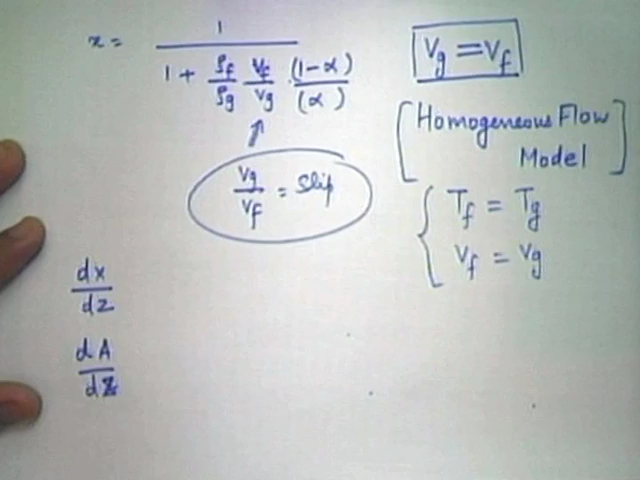 x = 1 / (1 + ρf/ρg Vf/Vg · (1-α)/(α))
Vg/Vf = Slip
dx/dz
dA/dz
Vg = Vf
[Homogeneous Flow
Model]
{ Tf = Tg
Vf = Vg